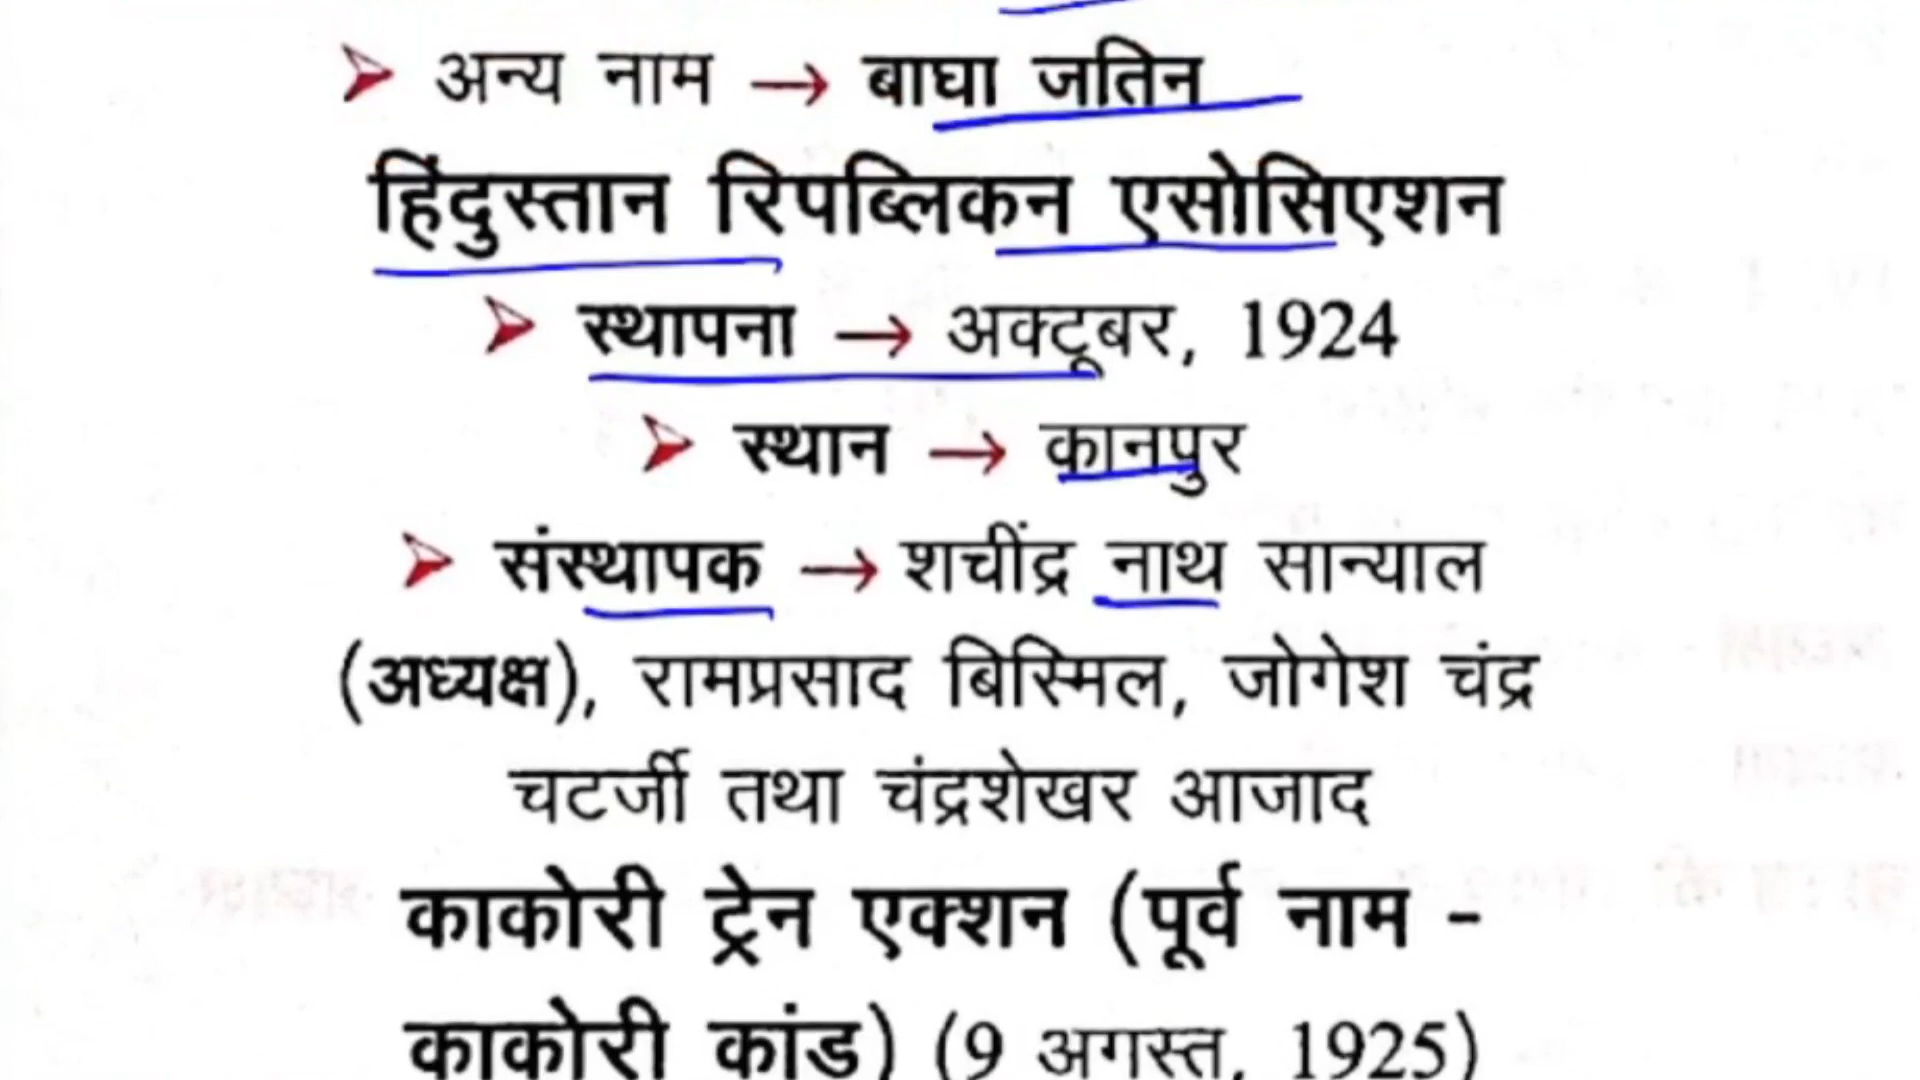 ➢ अन्य नाम → बाघा जतिन
हिंदुस्तान रिपब्लिकन एसोसिएशन
➢ स्थापना → अक्टूबर, 1924
➢ स्थान → कानपुर
➢ संस्थापक → शचींद्र नाथ सान्याल
(अध्यक्ष), रामप्रसाद बिस्मिल, जोगेश चंद्र
चटर्जी तथा चंद्रशेखर आजाद
काकोरी ट्रेन एक्शन (पूर्व नाम -
काकोरी कांड) (9 अगस्त, 1925)